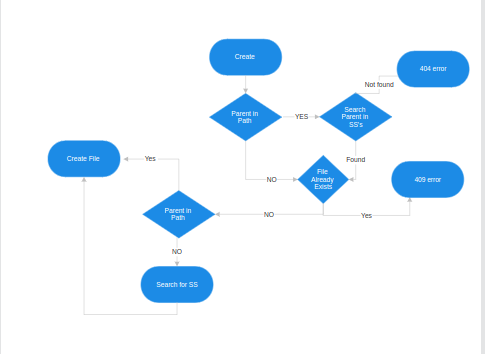 Create
404 error
Not found
Parent in
Path
YES
Search
Parent in
SS's
Create File
Yes
Found
File
Already
Exists
NO
409 error
Parent in
Path
NO
Yes
NO
Search for SS